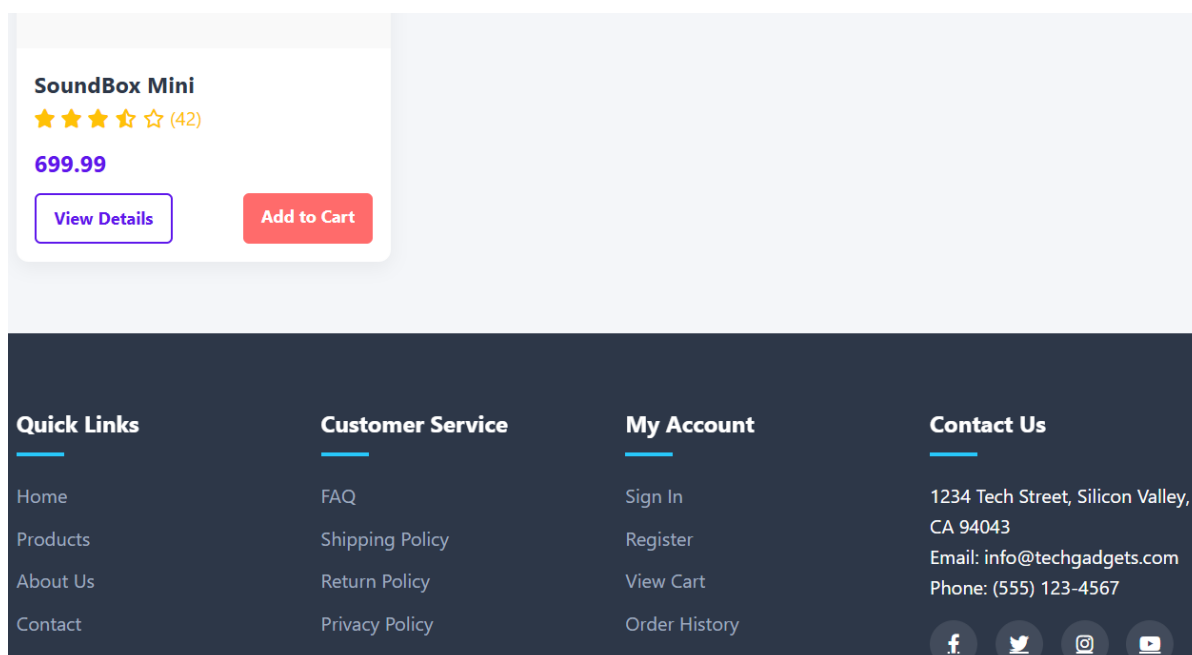 SoundBox Mini
(42)
699.99
View Details
Add to Cart
Quick Links
Home
Products
About Us
Contact
Customer Service
FAQ
Shipping Policy
Return Policy
Privacy Policy
My Account
Sign In
Register
View Cart
Order History
Contact Us
1234 Tech Street, Silicon Valley,
CA 94043
Email: info@techgadgets.com
Phone: (555) 123-4567